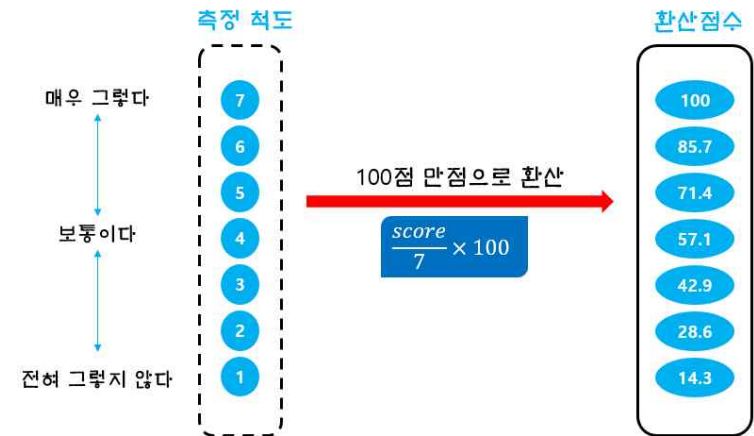 측정 척도
환산점수
매우 그렇다
7
100
6
85.7
5
71.4
100점 만점으로 환산
보통이다
4
score/7 × 100
57.1
3
42.9
2
28.6
전혀 그렇지 않다
1
14.3